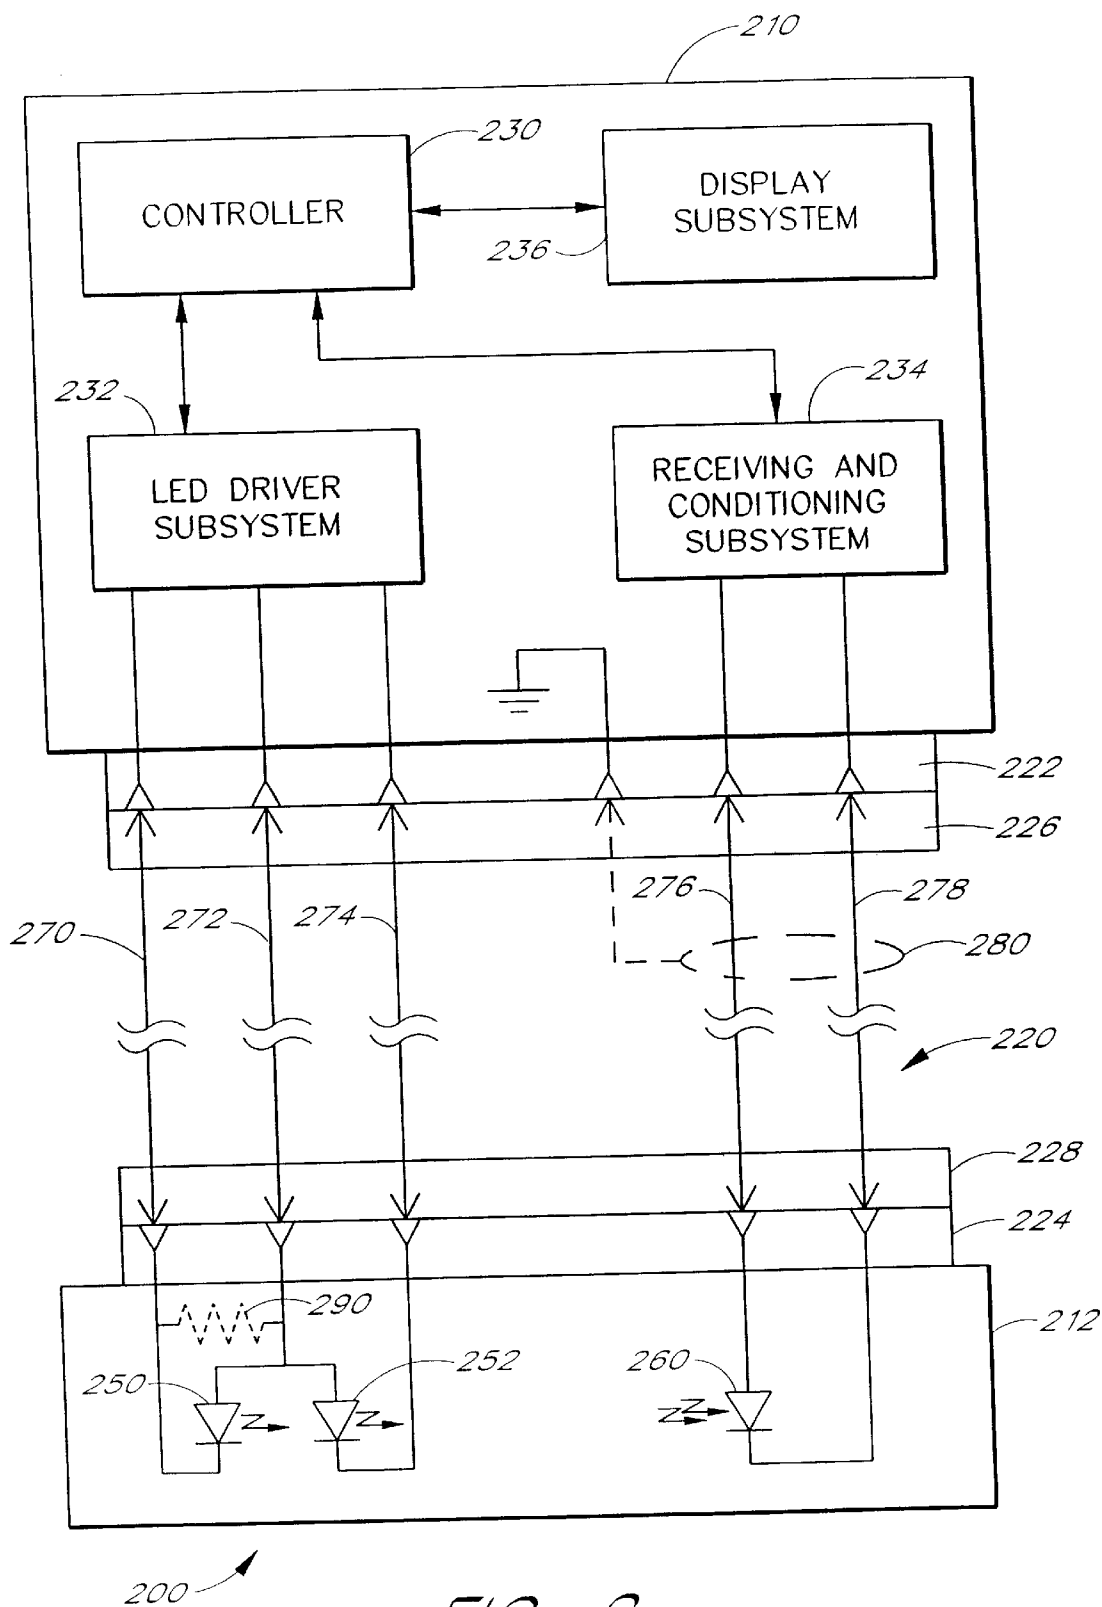 210
230
CONTROLLER
DISPLAY
SUBSYSTEM
236
232
234
LED DRIVER
SUBSYSTEM
RECEIVING AND
CONDITIONING
SUBSYSTEM
222
226
270
272
274
276
278
280
220
228
224
290
212
250
252
260
200